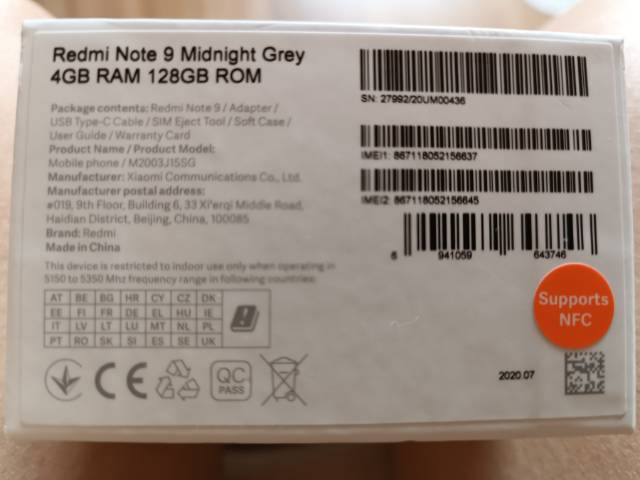 Redmi Note 9 Midnight Grey
4GB RAM 128GB ROM
Package contents: Redmi Note 9 / Adapter /
USB Type-C Cable / SIM Eject Tool / Soft Case /
User Guide / Warranty Card
Product Name / Product Model:
Mobile phone / M2003J15SG
Manufacturer: Xiaomi Communications Co., Ltd.
Manufacturer postal address:
#019, 9th Floor, Building 6, 33 Xi'erqi Middle Road,
Haidian District, Beijing, China, 100085
Brand: Redmi
Made in China
This device is restricted to indoor use only when operating in
5150 to 5350 Mhz frequency range in following countries:
AT BE BG HR CY CZ DK
EE FI FR DE EL HU IE
IT LV LT LU MT NL PL
PT RO SK SI ES SE UK
CE
QC
PASS
SN: 27992/20UM00436
IMEI1: 867118052156637
IMEI2: 867118052156645
6 941059 643746
Supports
NFC
2020.07